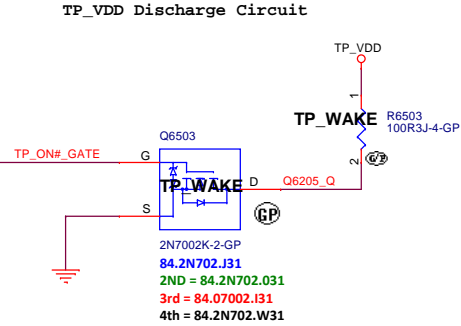 TP_VDD Discharge Circuit
TP_VDD
1
TP_WAKE
R6503
100R3J-4-GP
2
G/P
Q6503
TP_ON#_GATE
G
TP_WAKE
D
Q6205_Q
S
GP
2N7002K-2-GP
84.2N702.J31
2ND = 84.2N702.031
3rd = 84.07002.I31
4th = 84.2N702.W31